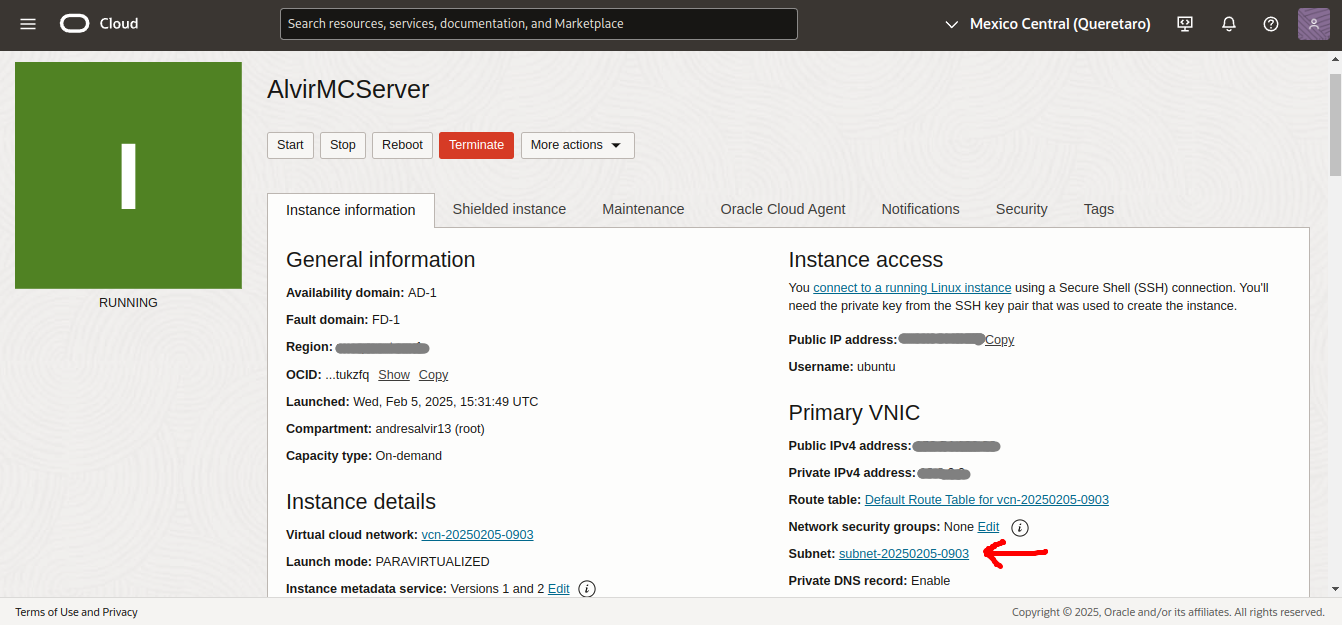 Cloud
Search resources, services, documentation, and Marketplace
Mexico Central (Queretaro)
I
RUNNING
AlvirMCServer
Start Stop Reboot Terminate More actions
Instance information Shielded instance Maintenance Oracle Cloud Agent Notifications Security Tags
General information
Availability domain: AD-1
Fault domain: FD-1
Region:
OCID: ...tukzfq Show Copy
Launched: Wed, Feb 5, 2025, 15:31:49 UTC
Compartment: andresalvir13 (root)
Capacity type: On-demand
Instance details
Virtual cloud network: vcn-20250205-0903
Launch mode: PARAVIRTUALIZED
Instance metadata service: Versions 1 and 2 Edit
Instance access
You connect to a running Linux instance using a Secure Shell (SSH) connection. You'll
need the private key from the SSH key pair that was used to create the instance.
Public IP address: Copy
Username: ubuntu
Primary VNIC
Public IPv4 address:
Private IPv4 address:
Route table: Default Route Table for vcn-20250205-0903
Network security groups: None Edit
Subnet: subnet-20250205-0903
Private DNS record: Enable
Terms of Use and Privacy
Copyright © 2025, Oracle and/or its affiliates. All rights reserved.